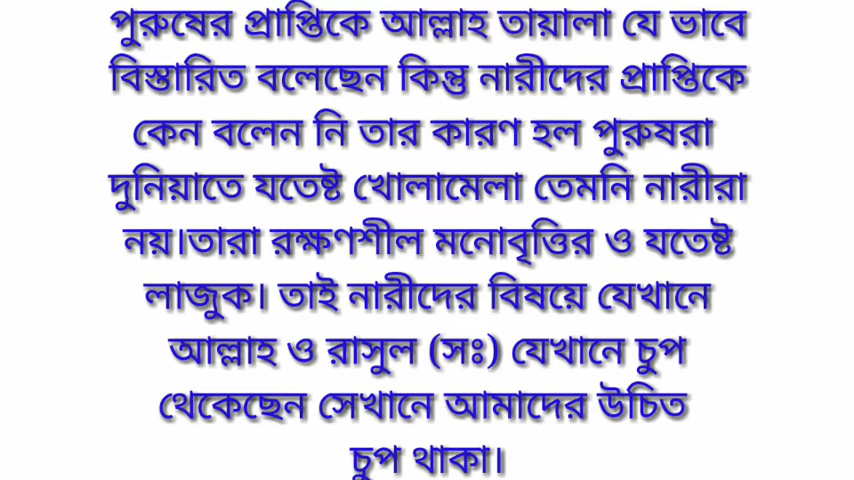 পুরুষের প্রাপ্তিকে আল্লাহ তায়ালা যে ভাবে
বিস্তারিত বলেছেন কিন্তু নারীদের প্রাপ্তিকে
কেন বলেন নি তার কারণ হল পুরুষরা
দুনিয়াতে যতেষ্ট খোলামেলা তেমনি নারীরা
নয়।তারা রক্ষণশীল মনোবৃত্তির ও যতেষ্ট
লাজুক। তাই নারীদের বিষয়ে যেখানে
আল্লাহ ও রাসুল (সঃ) যেখানে চুপ
থেকেছেন সেখানে আমাদের উচিত
চুপ থাকা।